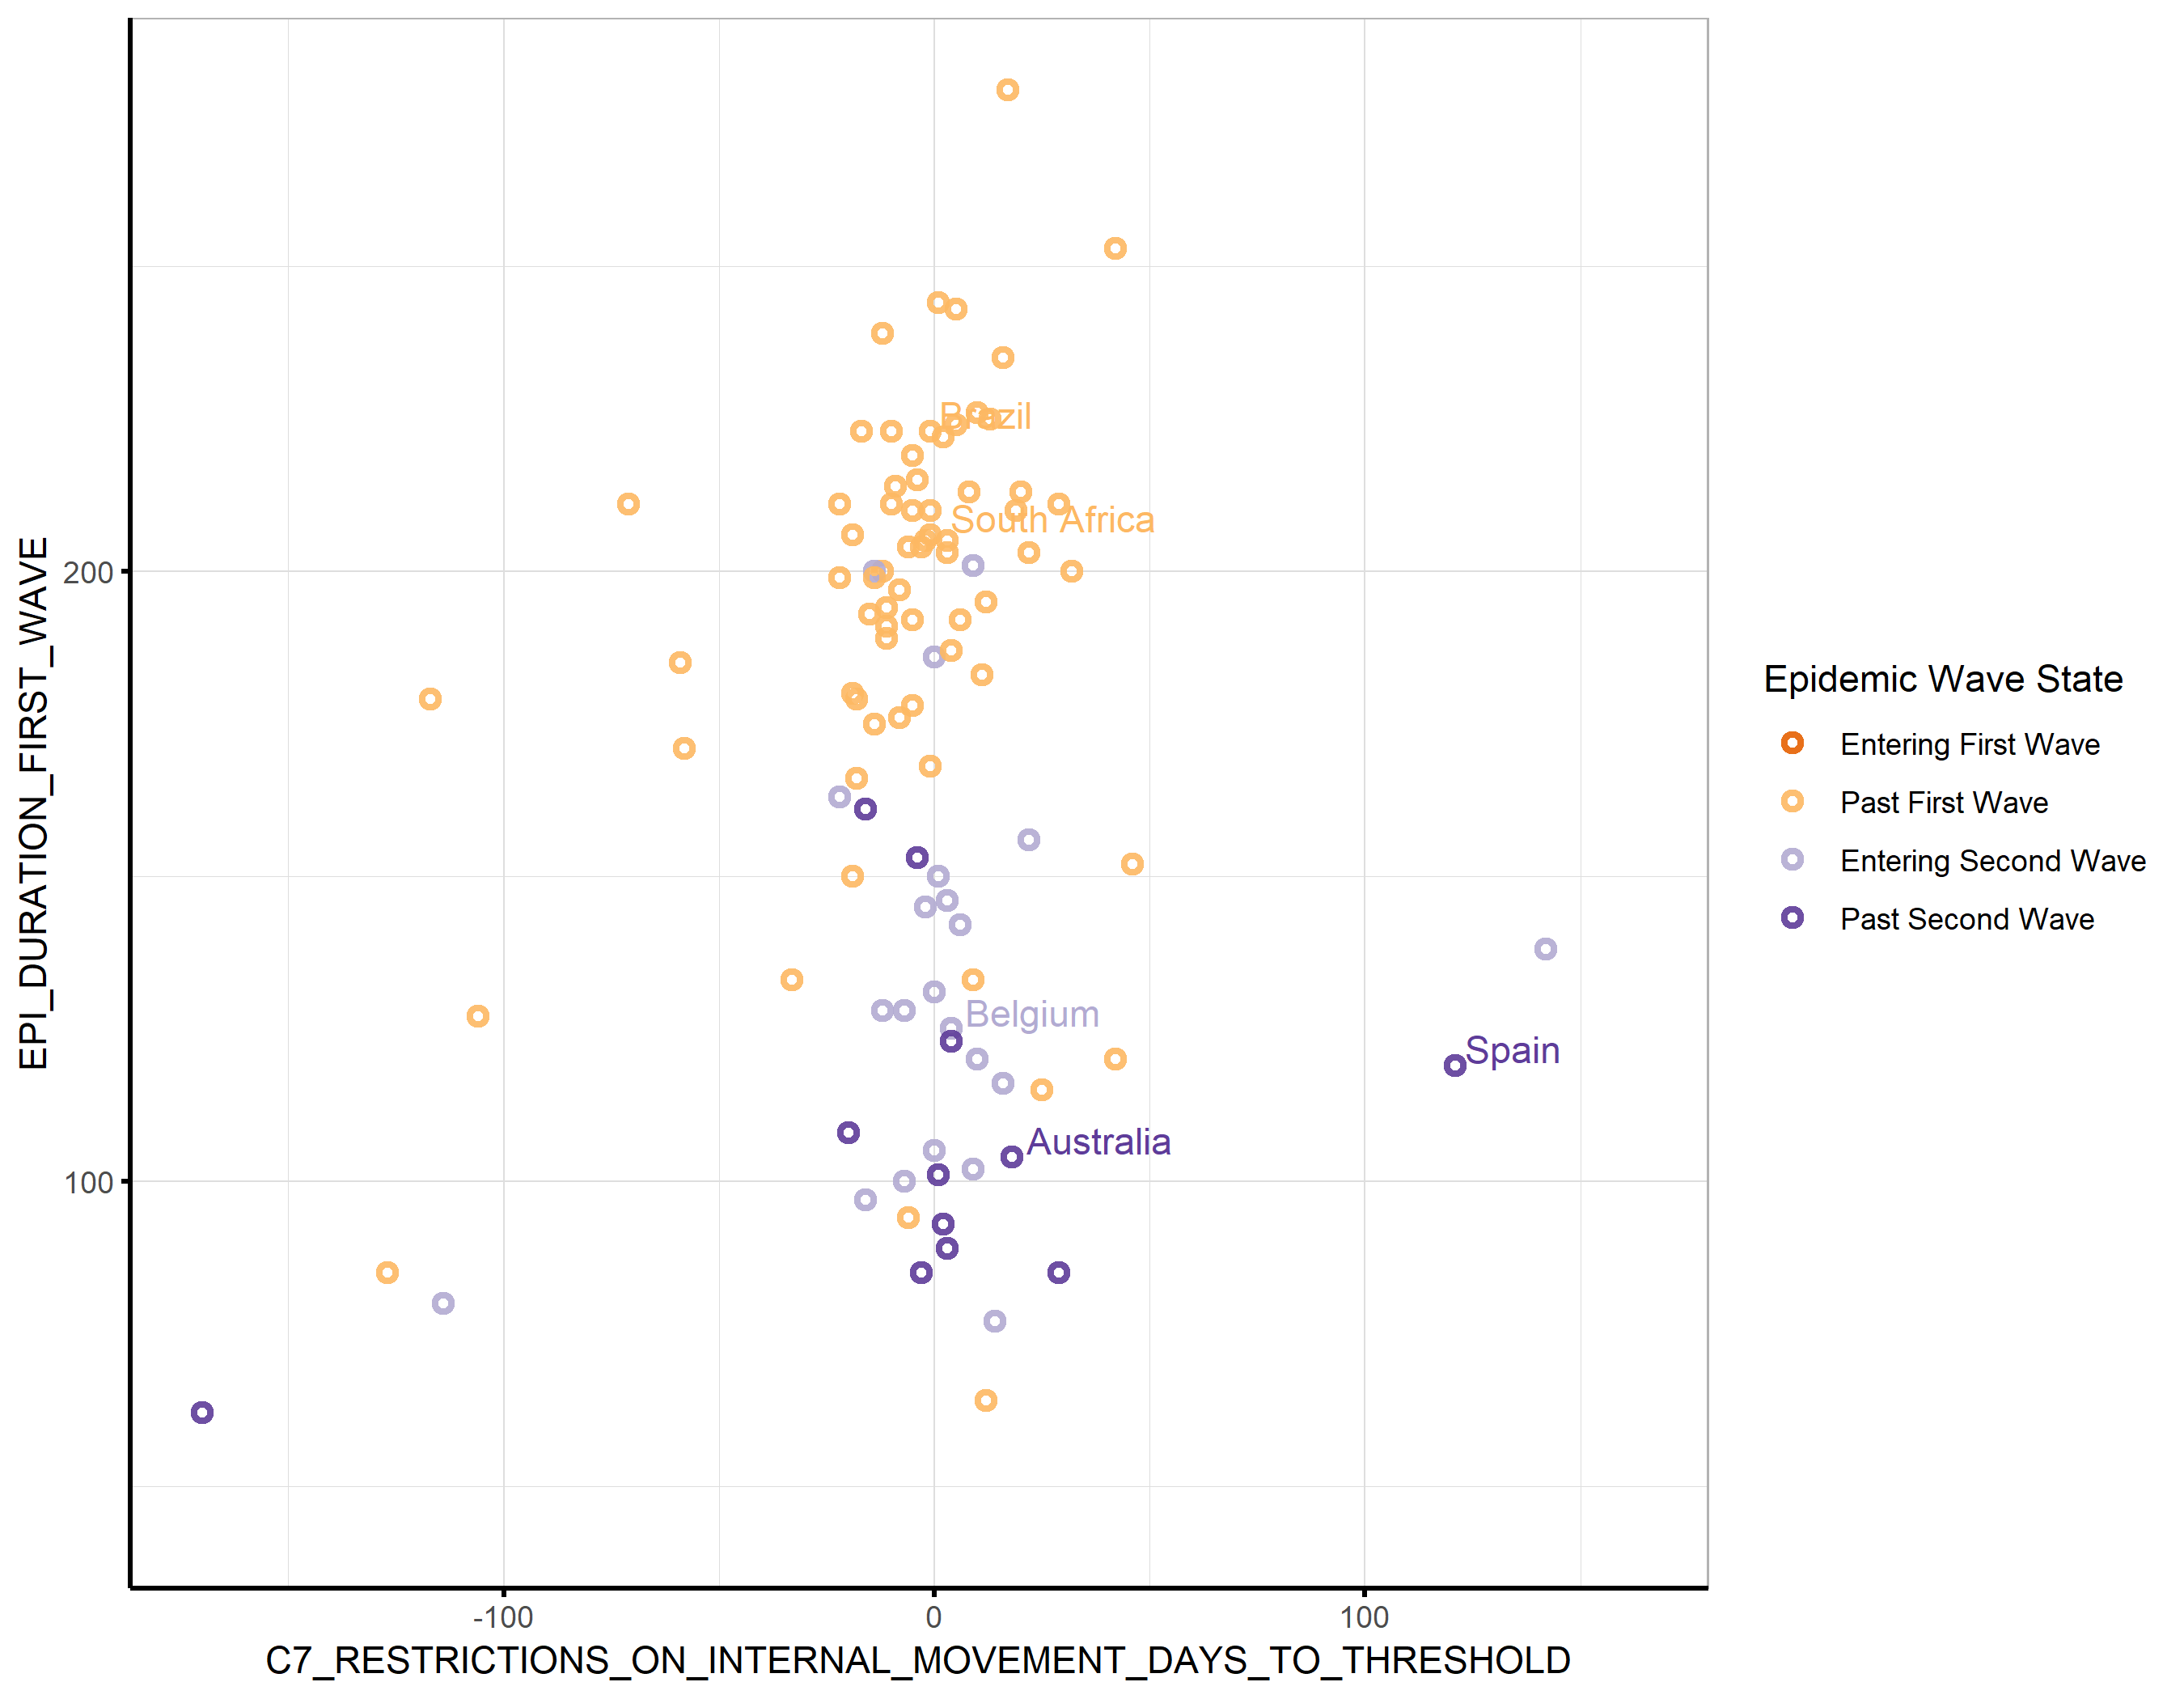 EPI_DURATION_FIRST_WAVE
200
100
Brazil
South Africa
Belgium
Spain
Australia
-100
0
100
C7_RESTRICTIONS_ON_INTERNAL_MOVEMENT_DAYS_TO_THRESHOLD
Epidemic Wave State
Entering First Wave
Past First Wave
Entering Second Wave
Past Second Wave